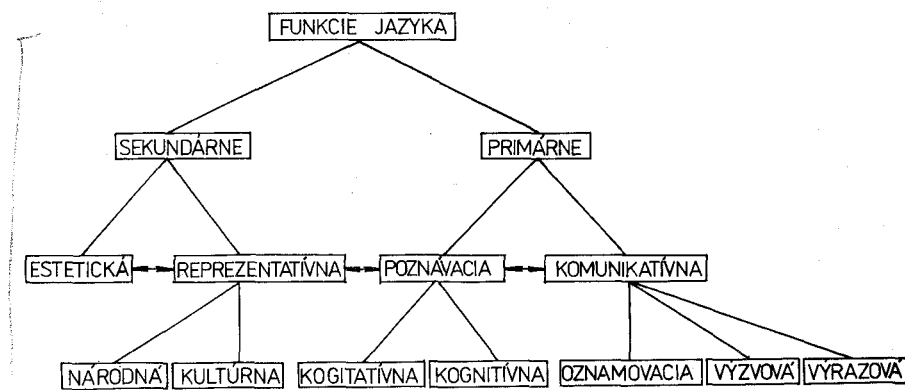 FUNKCIE JAZYKA
SEKUNDÁRNE PRIMÁRNE
ESTETICKÁ REPREZENTATÍVNA POZNÁVACIA KOMUNIKATÍVNA
NÁRODNÁ KULTÚRNA KOGITATÍVNA KOGNITÍVNA OZNAMOVACIA VÝZVOVÁ VÝRAZOVÁ